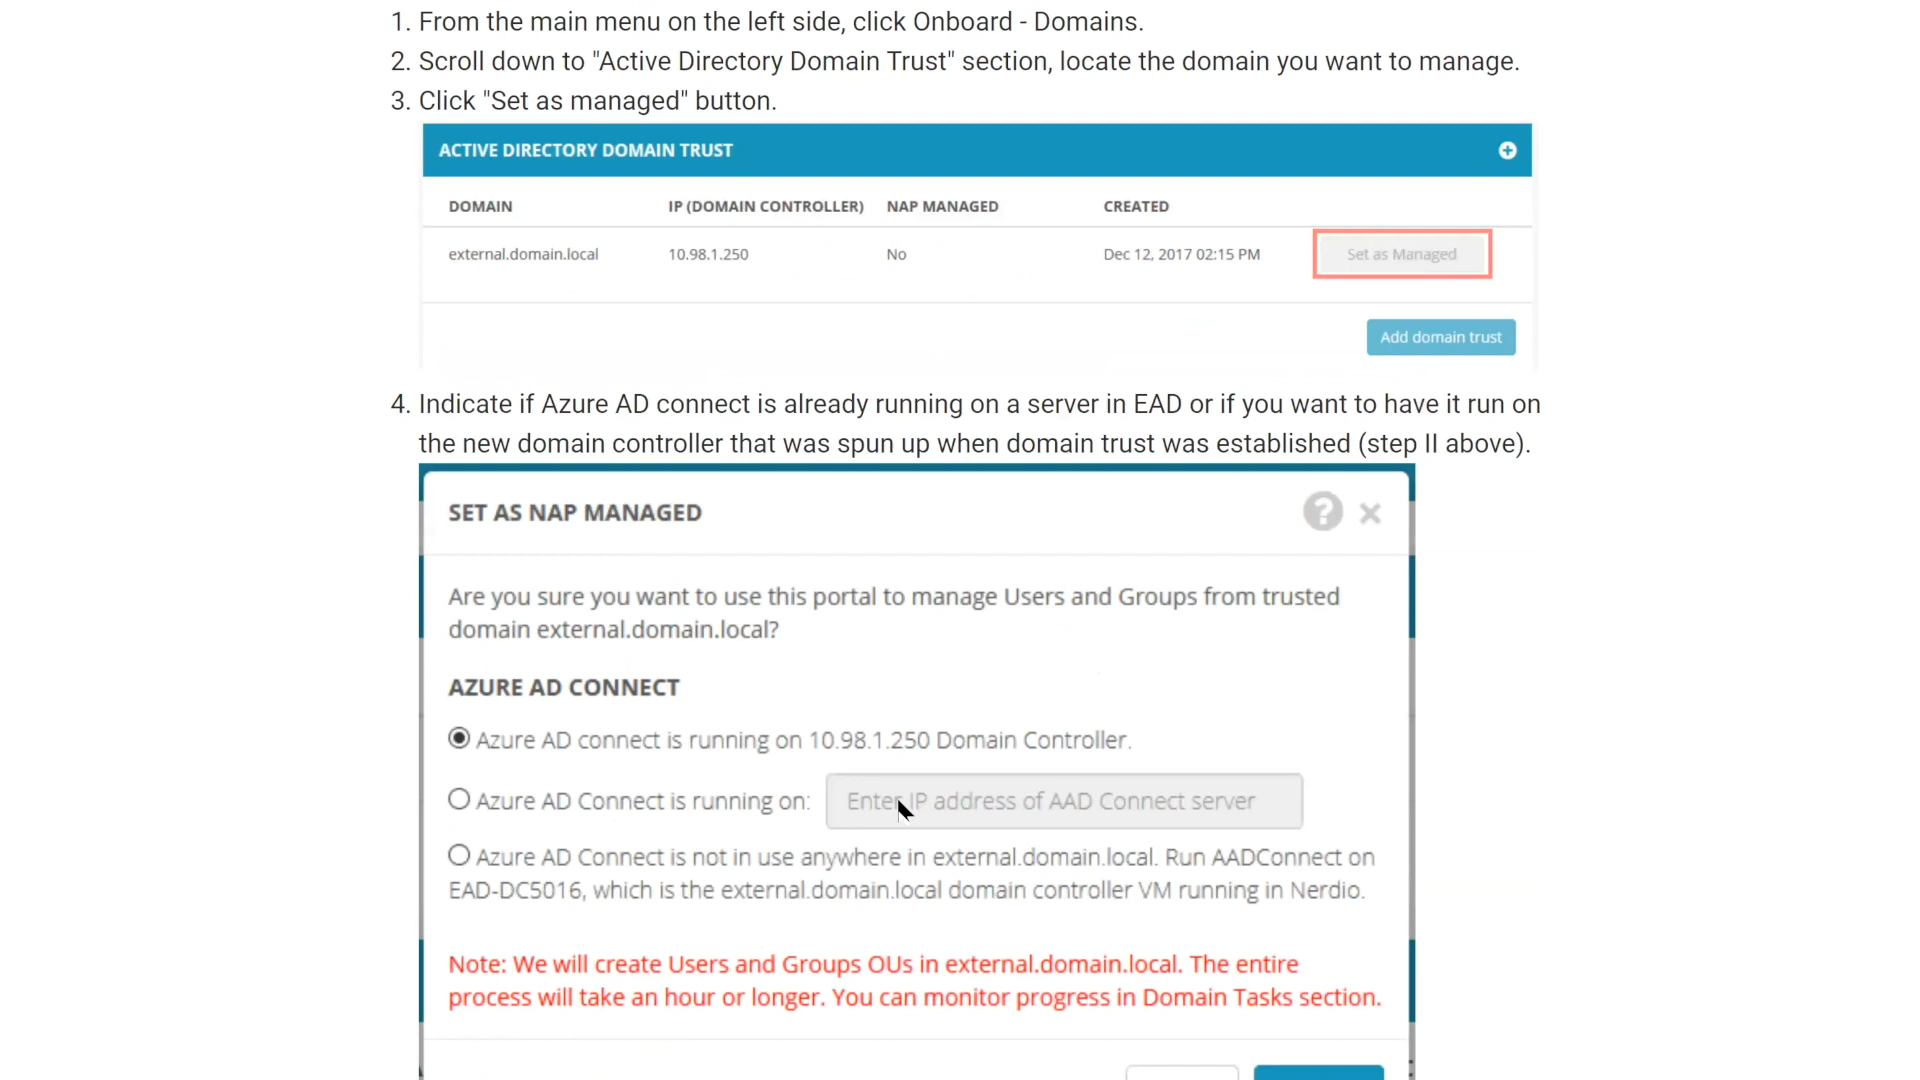 1. From the main menu on the left side, click Onboard - Domains.
2. Scroll down to "Active Directory Domain Trust" section, locate the domain you want to manage.
3. Click "Set as managed" button.
ACTIVE DIRECTORY DOMAIN TRUST
DOMAIN IP (DOMAIN CONTROLLER) NAP MANAGED CREATED
external.domain.local 10.98.1.250 No Dec 12, 2017 02:15 PM Set as Managed
Add domain trust
4. Indicate if Azure AD connect is already running on a server in EAD or if you want to have it run on
the new domain controller that was spun up when domain trust was established (step II above).
SET AS NAP MANAGED
Are you sure you want to use this portal to manage Users and Groups from trusted
domain external.domain.local?
AZURE AD CONNECT
Azure AD connect is running on 10.98.1.250 Domain Controller.
Azure AD Connect is running on: Enter IP address of AAD Connect server
Azure AD Connect is not in use anywhere in external.domain.local. Run AADConnect on
EAD-DC5016, which is the external.domain.local domain controller VM running in Nerdio.
Note: We will create Users and Groups OUs in external.domain.local. The entire
process will take an hour or longer. You can monitor progress in Domain Tasks section.